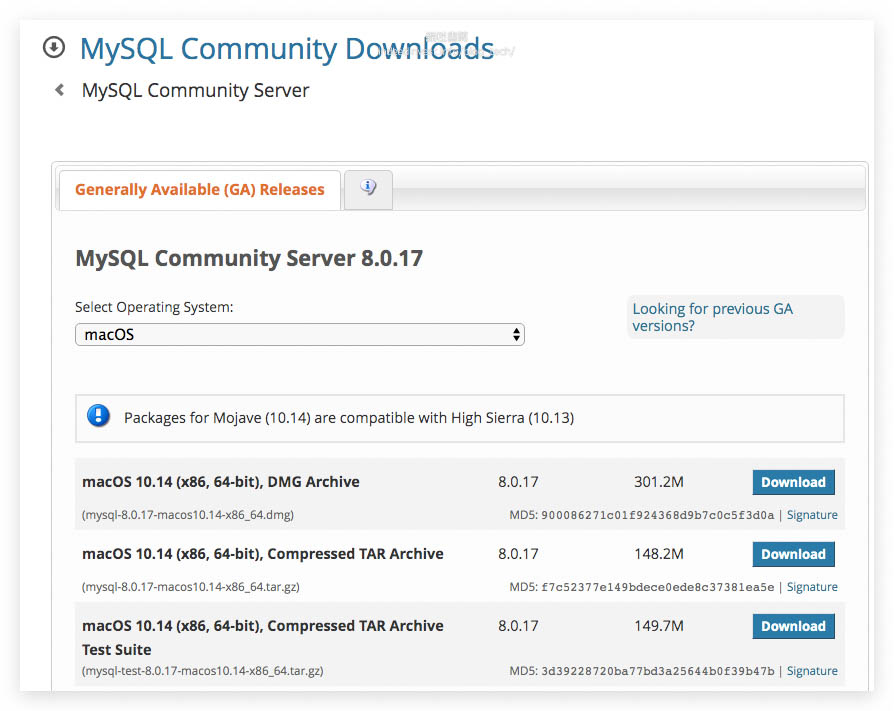 MySQL Community Downloads
MySQL Community Server
Generally Available (GA) Releases
MySQL Community Server 8.0.17
Select Operating System:
macOS
Looking for previous GA
versions?
Packages for Mojave (10.14) are compatible with High Sierra (10.13)
macOS 10.14 (x86, 64-bit), DMG Archive 8.0.17 301.2M Download
(mysql-8.0.17-macos10.14-x86_64.dmg) MD5: 900086271c01f924368d9b7c0c5f3d0a | Signature
macOS 10.14 (x86, 64-bit), Compressed TAR Archive 8.0.17 148.2M Download
(mysql-8.0.17-macos10.14-x86_64.tar.gz) MD5: f7c52377e149bdece0ede8c37381ea5e | Signature
macOS 10.14 (x86, 64-bit), Compressed TAR Archive 8.0.17 149.7M Download
Test Suite
(mysql-test-8.0.17-macos10.14-x86_64.tar.gz) MD5: 3d39228720ba77bd3a25644b0f39b47b | Signature